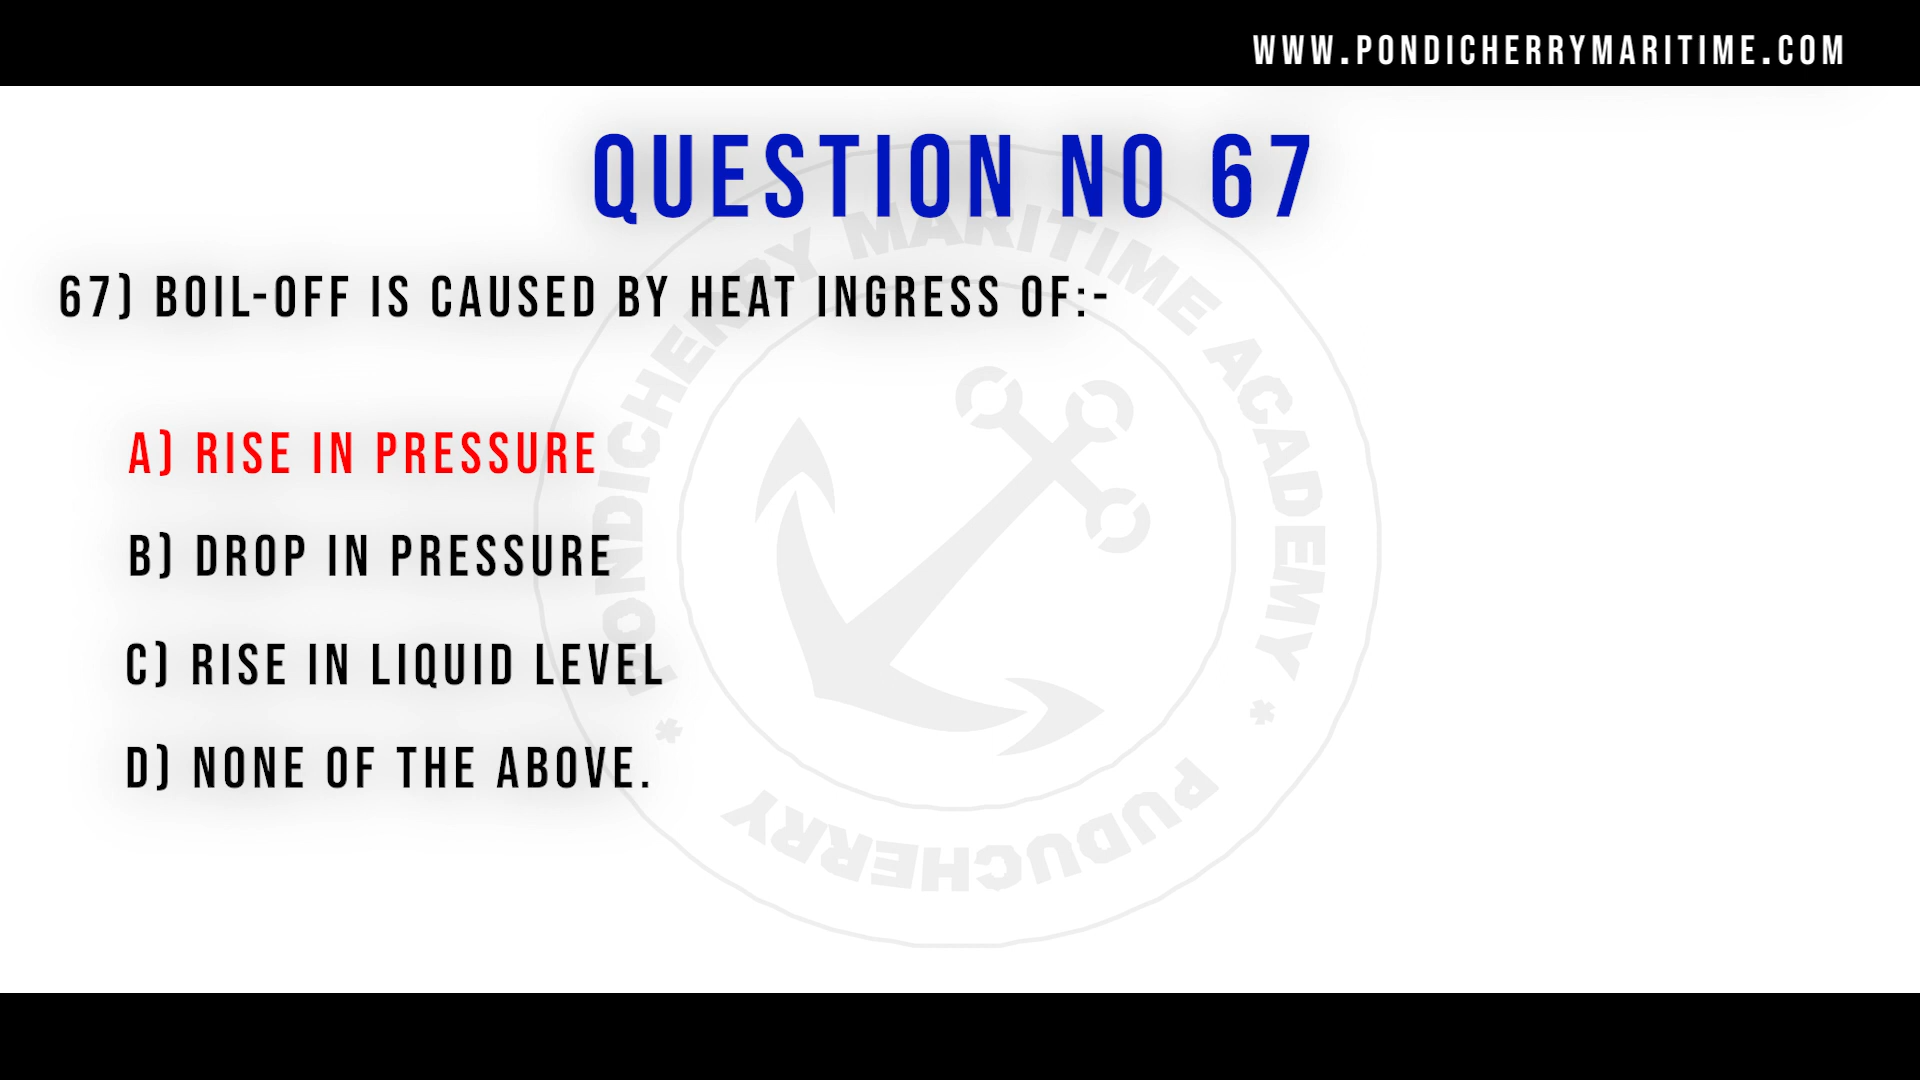 WWW.PONDICHERRYMARITIME.COM
QUESTION NO 67
67) BOIL-OFF IS CAUSED BY HEAT INGRESS OF:-
A) RISE IN PRESSURE
B) DROP IN PRESSURE
C) RISE IN LIQUID LEVEL
D) NONE OF THE ABOVE.
PONDICHERRY MARITIME ACADEMY
* PUDUCHERRY *